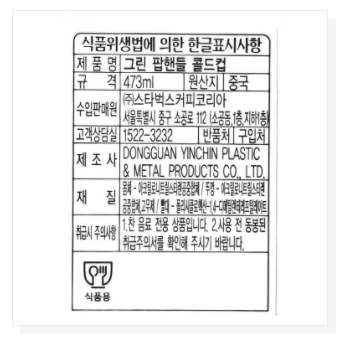 식품위생법에 의한 한글표시사항
제 품 명 그린 팝핸들 콜드컵
규 격 473ml 원산지 중국
수입판매원 ㈜스타벅스커피코리아
서울특별시 중구 소공로 112 (소공동,1층,지하1층)
고객상담실 1522-3232 반품처 구입처
제 조 사 DONGGUAN YINCHIN PLASTIC
& METAL PRODUCTS CO., LTD.
재 질 몸체 - 아크릴로니트릴스티렌공중합체 / 뚜껑 - 아크릴로니트릴스티렌
공중합체,고무제 / 빨대 - 폴리시클로헥산-1,4-디메틸렌테레프탈레이트
취급시 주의사항 1.찬 음료 전용 상품입니다. 2.사용 전 동봉된
취급주의서를 확인해 주시기 바랍니다.
식품용